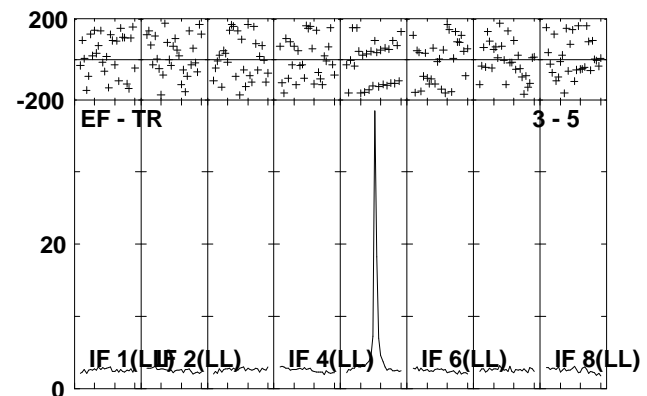 200
-200
EF - TR 3 - 5
20
IF 1(LL) IF 2(LL) IF 4(LL) IF 6(LL) IF 8(LL)
0